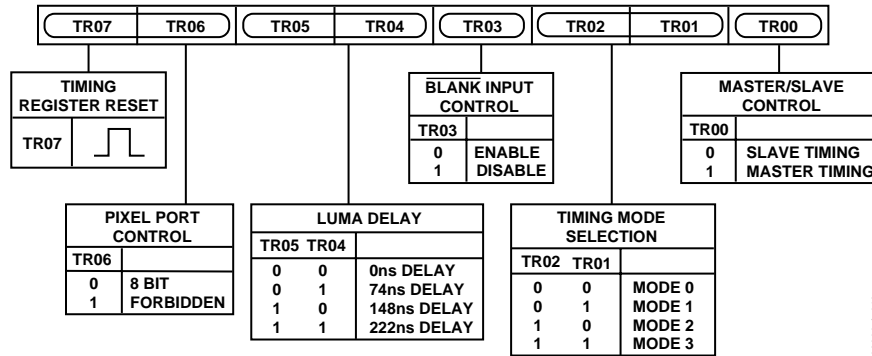 TR07 TR06 TR05 TR04 TR03 TR02 TR01 TR00
TIMING
REGISTER RESET
TR07
BLANK INPUT
CONTROL
TR03
0 ENABLE
1 DISABLE
MASTER/SLAVE
CONTROL
TR00
0 SLAVE TIMING
1 MASTER TIMING
PIXEL PORT
CONTROL
TR06
0 8 BIT
1 FORBIDDEN
LUMA DELAY
TR05 TR04
0 0 0ns DELAY
0 1 74ns DELAY
1 0 148ns DELAY
1 1 222ns DELAY
TIMING MODE
SELECTION
TR02 TR01
0 0 MODE 0
0 1 MODE 1
1 0 MODE 2
1 1 MODE 3